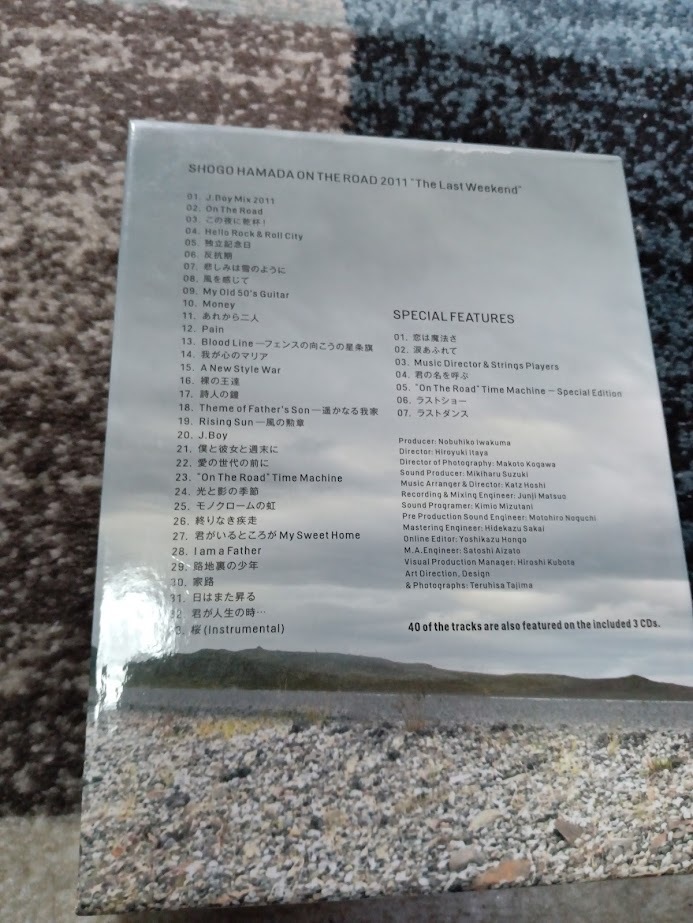 SHOGO HAMADA ON THE ROAD 2011 "The Last Weekend"
01. J.Boy Mix 2011
02. On The Road
03. この夜に乾杯！
04. Hello Rock & Roll City
05. 独立記念日
06. 反抗期
07. 悲しみは雪のように
08. 風を感じて
09. My Old 50's Guitar
10. Money
11. あれから二人
12. Pain
13. Blood Line—フェンスの向こうの星条旗
14. 我が心のマリア
15. A New Style War
16. 裸の王達
17. 詩人の鐘
18. Theme of Father's Son—遥かなる我家
19. Rising Sun—風の勲章
20. J.Boy
21. 僕と彼女と週末に
22. 愛の世代の前に
23. "On The Road" Time Machine
24. 光と影の季節
25. モノクロームの虹
26. 終りなき疾走
27. 君がいるところが My Sweet Home
28. I am a Father
29. 路地裏の少年
30. 家路
31. 日はまた昇る
32. 君が人生の時…
3. 桜 (Instrumental)
SPECIAL FEATURES
01. 恋は魔法さ
02. 涙あふれて
03. Music Director & Strings Players
04. 君の名を呼ぶ
05. "On The Road" Time Machine — Special Edition
06. ラストショー
07. ラストダンス
Producer: Nobuhiko Iwakuma
Director: Hiroyuki Itaya
Director of Photography: Makoto Kogawa
Sound Producer: Mikiharu Suzuki
Music Arranger & Director: Katz Hoshi
Recording & Mixing Engineer: Junji Matsuo
Sound Programer: Kimio Mizutani
Pre Production Sound Engineer: Motohiro Noguchi
Mastering Engineer: Hidekazu Sakai
Online Editor: Yoshikazu Hongo
M.A.Engineer: Satoshi Aizato
Visual Production Manager: Hiroshi Kubota
Art Direction, Design
& Photographs: Teruhisa Tajima
40 of the tracks are also featured on the included 3 CDs.